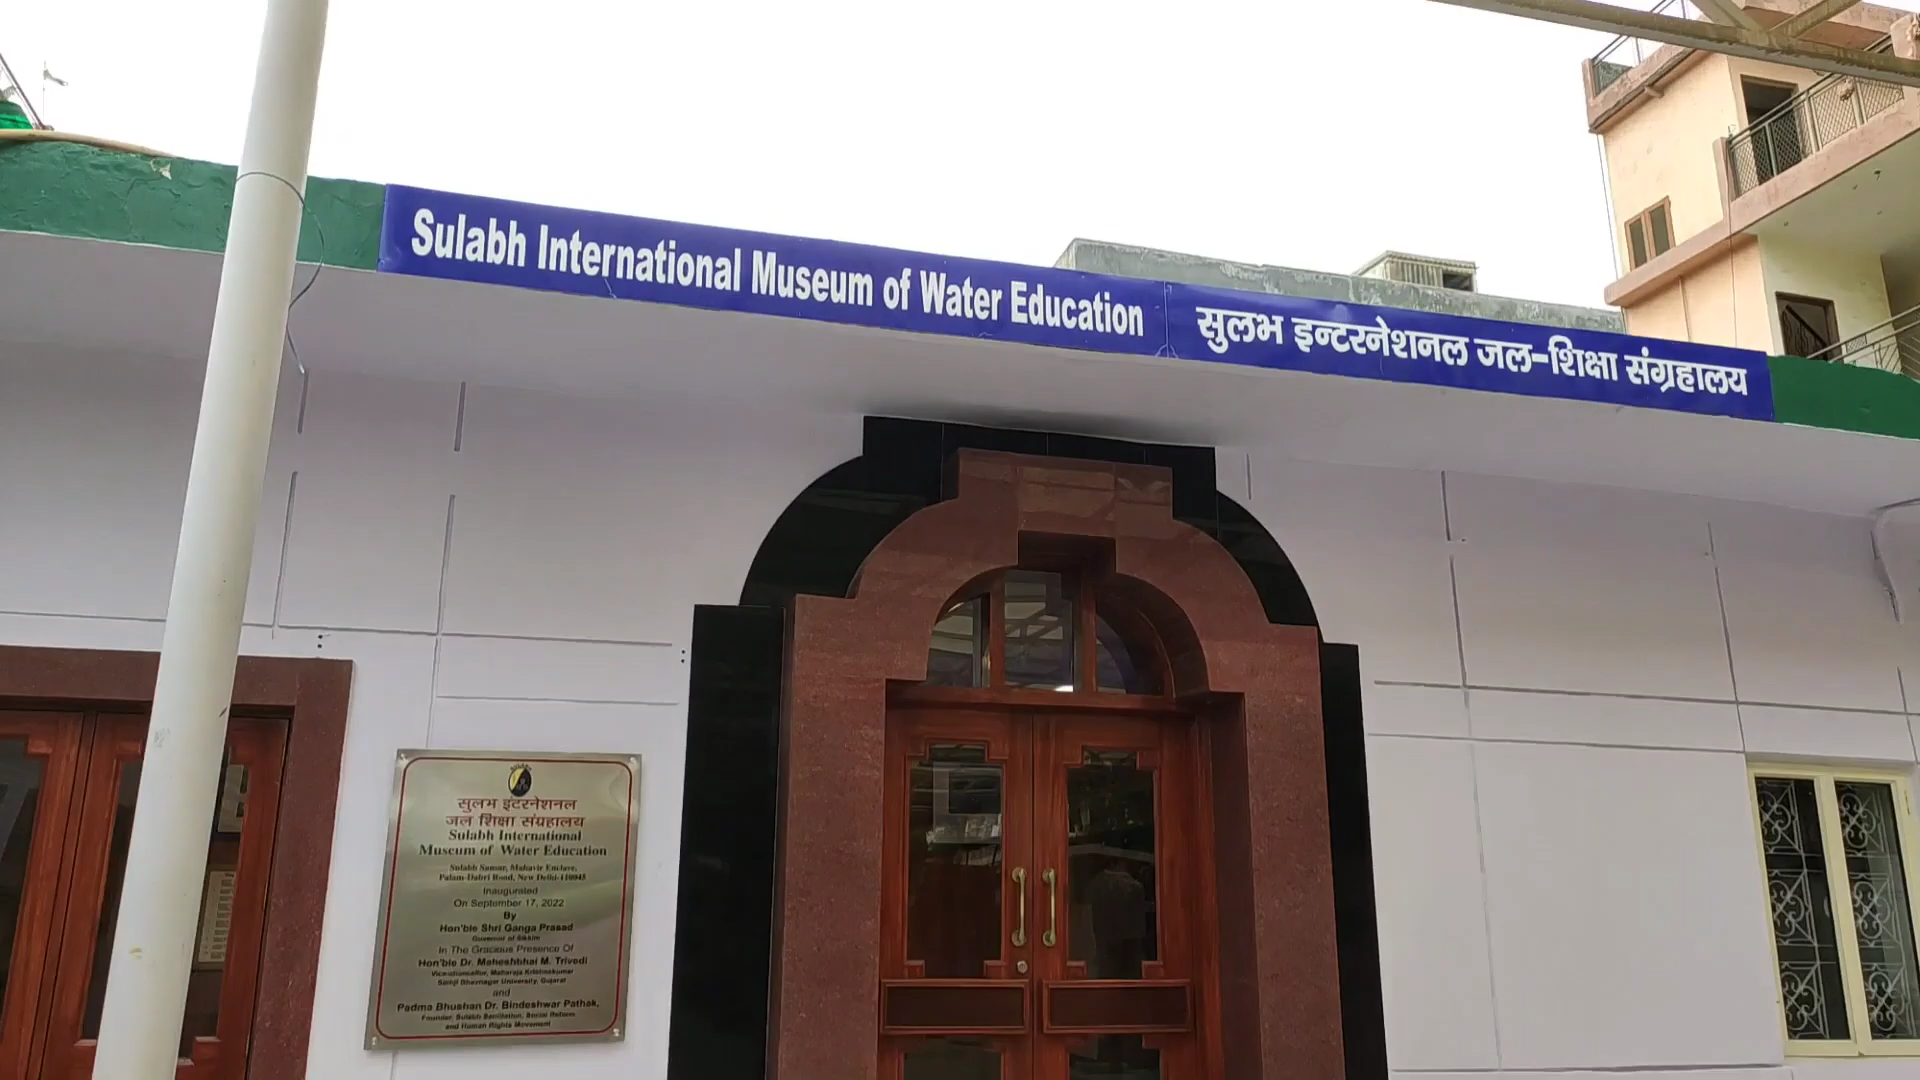 Sulabh International Museum of Water Education सुलभ इन्टरनेशनल जल-शिक्षा संग्रहालय
सुलभ इंटरनेशनल
जल शिक्षा संग्रहालय
Sulabh International
Museum of Water Education
Sulabh Sansar, Mahavir Enclave,
Palam-Dabri Road, New Delhi-110045
Inaugurated
On September 17, 2022
By
Hon'ble Shri Ganga Prasad
Governor of Sikkim
In The Gracious Presence Of
Hon'ble Dr. Maheshbhai M. Trivedi
Vice-chancellor, Maharaja Krishnakumar
Sinhji Bhavnagar University, Gujarat
and
Padma Bhushan Dr. Bindeshwar Pathak,
Founder, Sulabh Sanitation, Social Reform
and Human Rights Movement